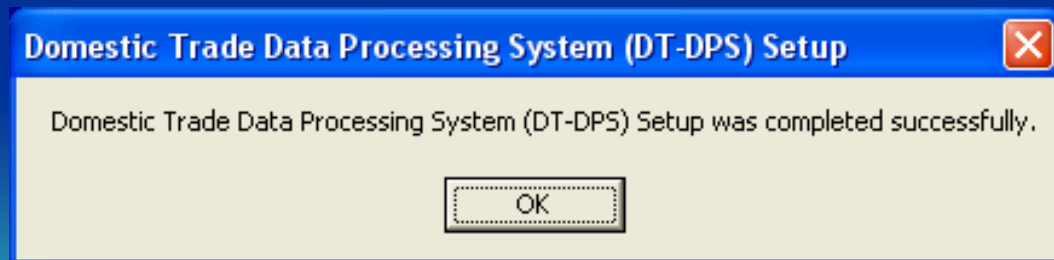 Domestic Trade Data Processing System (DT-DPS) Setup
Domestic Trade Data Processing System (DT-DPS) Setup was completed successfully.
OK